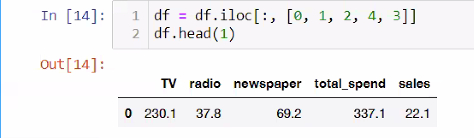 In [14]:
1 df = df.iloc[:, [0, 1, 2, 4, 3]]
2 df.head(1)
Out[14]:
TV radio newspaper total_spend sales
0 230.1 37.8 69.2 337.1 22.1